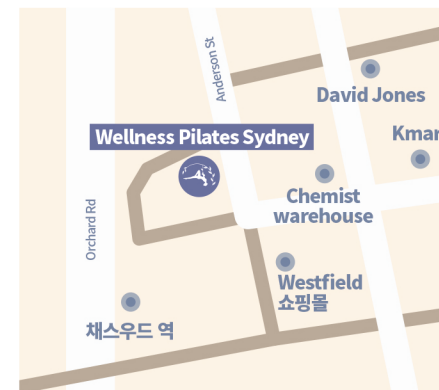 Anderson St
David Jones
Wellness Pilates Sydney
Kmar
Chemist
warehouse
Orchard Rd
Westfield
쇼핑몰
채스우드 역